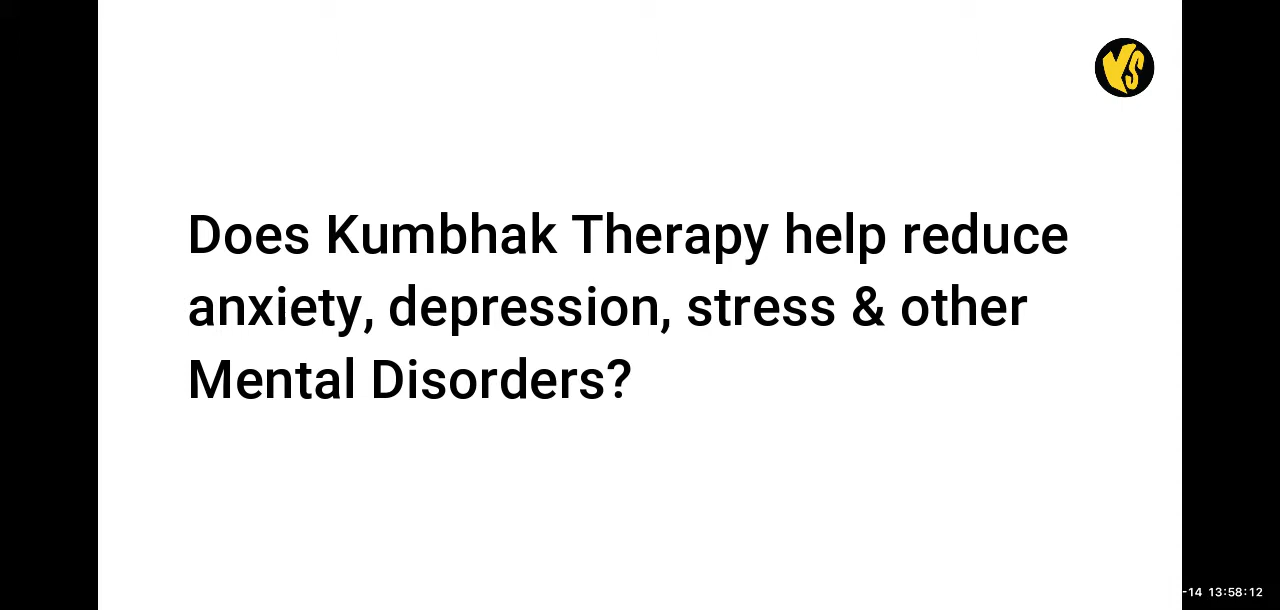 VS
Does Kumbhak Therapy help reduce
anxiety, depression, stress & other
Mental Disorders?
-14 13:58:12